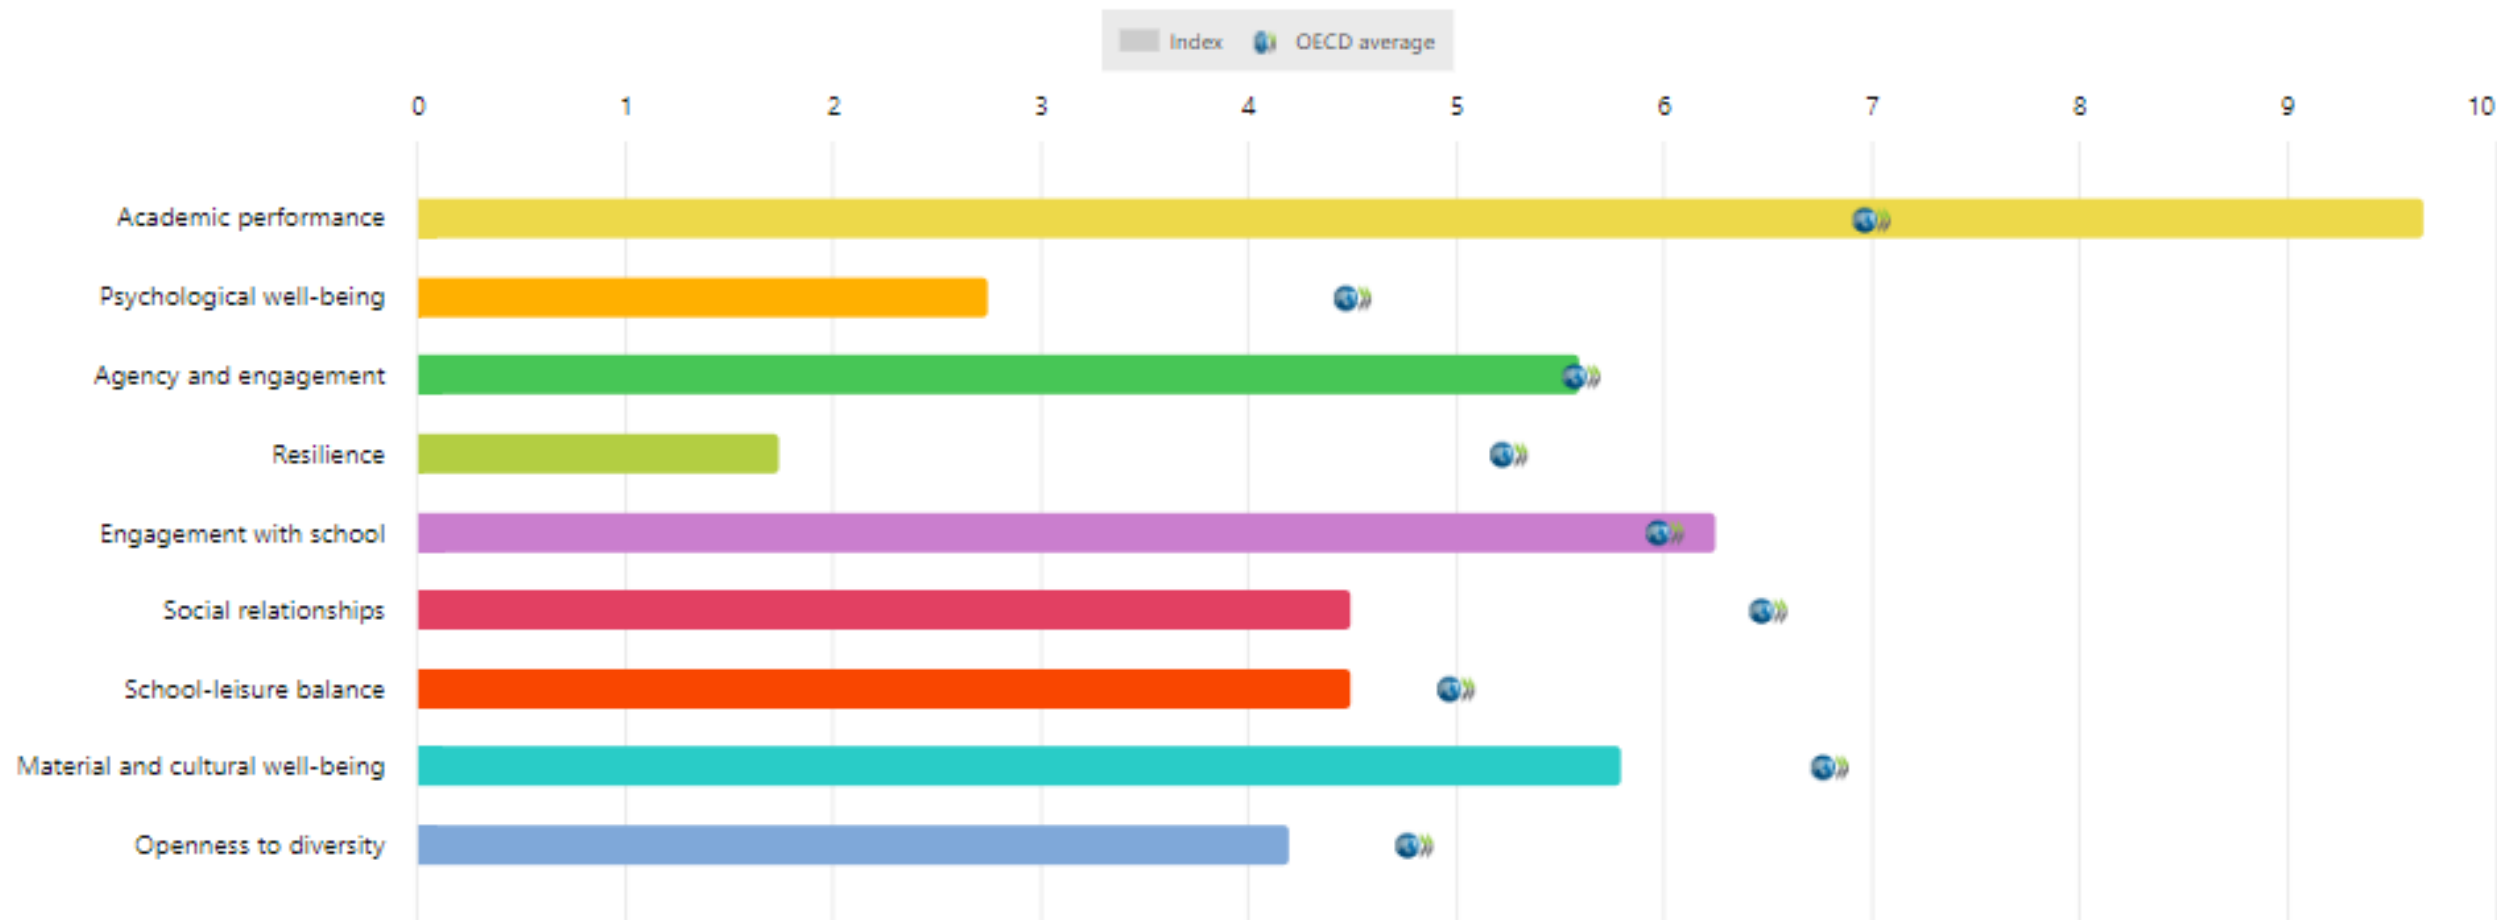 Index OECD average
0 1 2 3 4 5 6 7 8 9 10
Academic performance
Psychological well-being
Agency and engagement
Resilience
Engagement with school
Social relationships
School-leisure balance
Material and cultural well-being
Openness to diversity